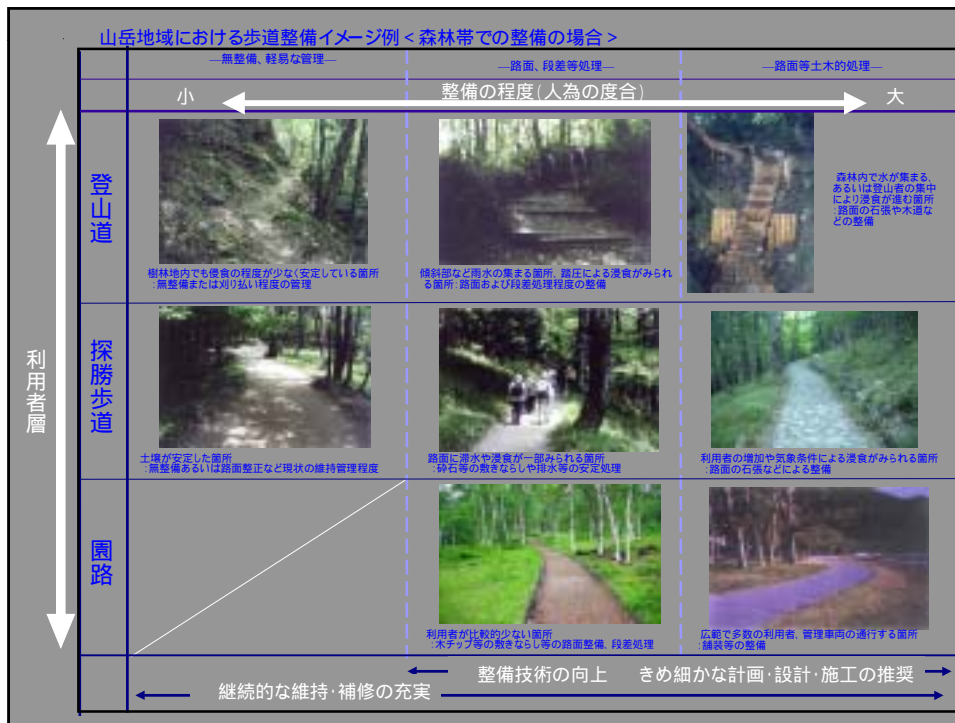 山岳地域における歩道整備イメージ例<森林帯での整備の場合>
―無整備、軽易な管理―
―路面、段差等処理―
―路面等土木的処理―
小
整備の程度(人為の度合)
大
利用者層
登山道
樹林地内でも侵食の程度が少なく安定している箇所
:無整備または刈り払い程度の管理
傾斜部など雨水の集まる箇所、踏圧による浸食がみられ
る箇所:路面および段差処理程度の整備
森林内で水が集まる、
あるいは登山者の集中
により浸食が進む箇所
:路面の石張や木道な
どの整備
探勝歩道
土壌が安定した箇所
:無整備あるいは路面整正など現状の維持管理程度
路面に滞水や浸食が一部みられる箇所
:砕石等の敷きならしや排水等の安定処理
利用者の増加や気象条件による浸食がみられる箇所
:路面の石張などによる整備
園路
利用者が比較的少ない箇所
:木チップ等の敷きならし等の路面整備、段差処理
広範で多数の利用者、管理車両の通行する箇所
:舗装等の整備
整備技術の向上
きめ細かな計画・設計・施工の推奨
継続的な維持・補修の充実